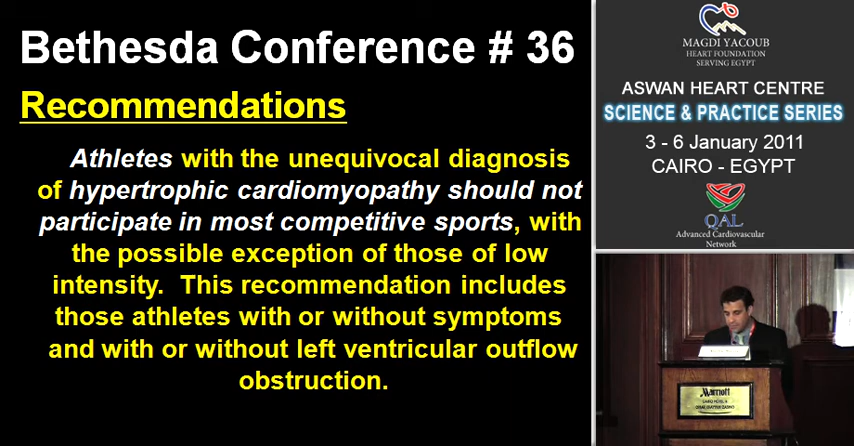 Bethesda Conference # 36
Recommendations
Athletes with the unequivocal diagnosis
of hypertrophic cardiomyopathy should not
participate in most competitive sports, with
the possible exception of those of low
intensity. This recommendation includes
those athletes with or without symptoms
and with or without left ventricular outflow
obstruction.
MAGDI YACOUB
HEART FOUNDATION
SERVING EGYPT
ASWAN HEART CENTRE
SCIENCE & PRACTICE SERIES
3 - 6 January 2011
CAIRO - EGYPT
QAL
Advanced Cardiovascular
Network
Marriott